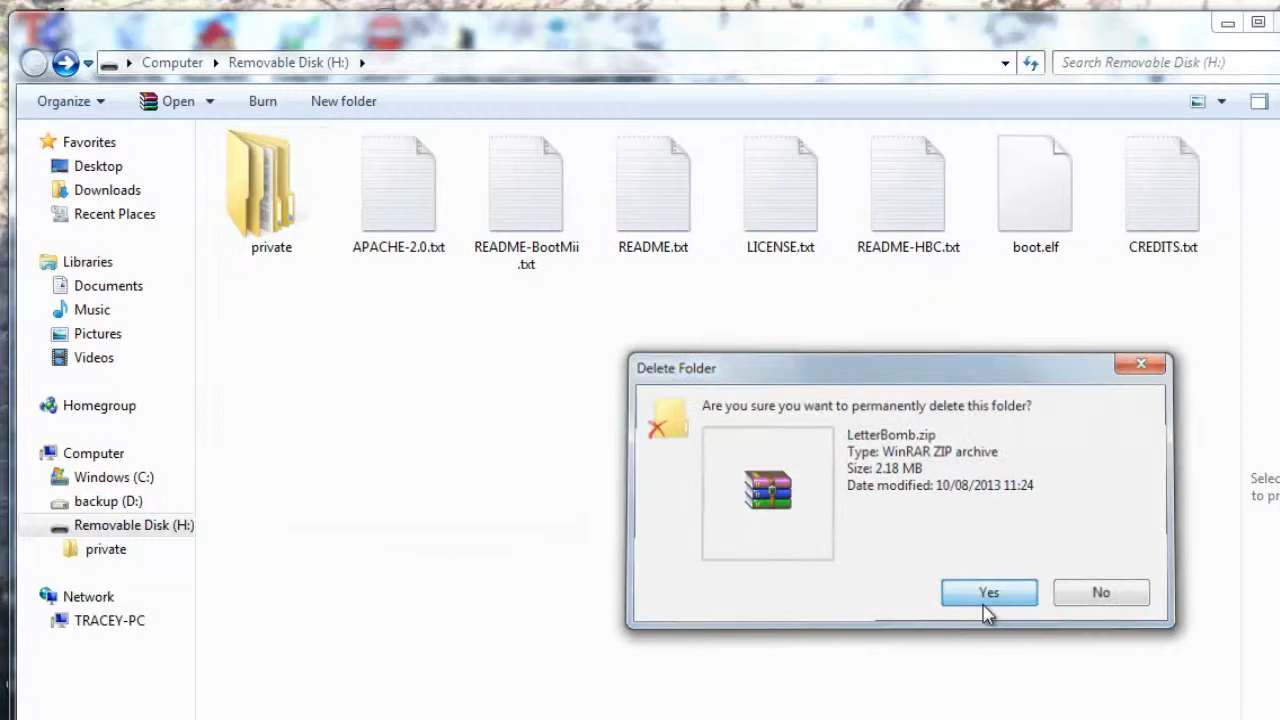 Computer
Removable Disk (H:)
Search Removable Disk (H:)
Organize
Open
Burn
New folder
Favorites
Desktop
Downloads
Recent Places
Libraries
Documents
Music
Pictures
Videos
Homegroup
Computer
Windows (C:)
backup (D:)
Removable Disk (H:)
private
Network
TRACEY-PC
private
APACHE-2.0.txt
README-BootMii
.txt
README.txt
LICENSE.txt
README-HBC.txt
boot.elf
CREDITS.txt
Delete Folder
Are you sure you want to permanently delete this folder?
LetterBomb.zip
Type: WinRAR ZIP archive
Size: 2.18 MB
Date modified: 10/08/2013 11:24
Yes
No
Selec
to pr